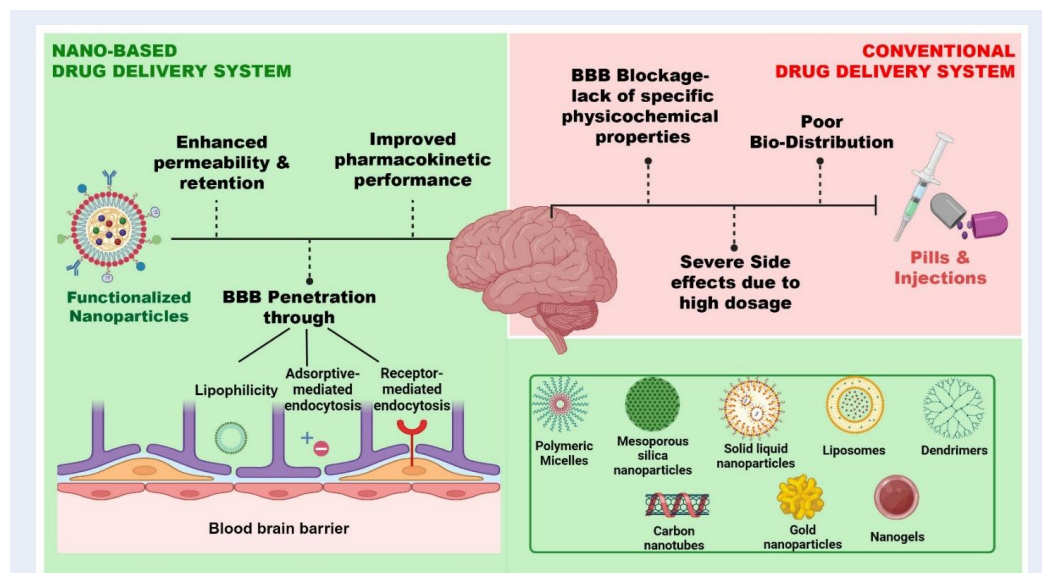 NANO-BASED
DRUG DELIVERY SYSTEM
Enhanced
permeability &
retention
Improved
pharmacokinetic
performance
Functionalized
Nanoparticles
BBB Penetration
through
Lipophilicity
Adsorptive-
mediated
endocytosis
Receptor-
mediated
endocytosis
+
Blood brain barrier
CONVENTIONAL
DRUG DELIVERY SYSTEM
BBB Blockage-
lack of specific
physicochemical
properties
Poor
Bio-Distribution
Severe Side
effects due to
high dosage
Pills &
Injections
Polymeric
Micelles
Mesoporous
silica
nanoparticles
Solid liquid
nanoparticles
Liposomes
Dendrimers
Carbon
nanotubes
Gold
nanoparticles
Nanogels